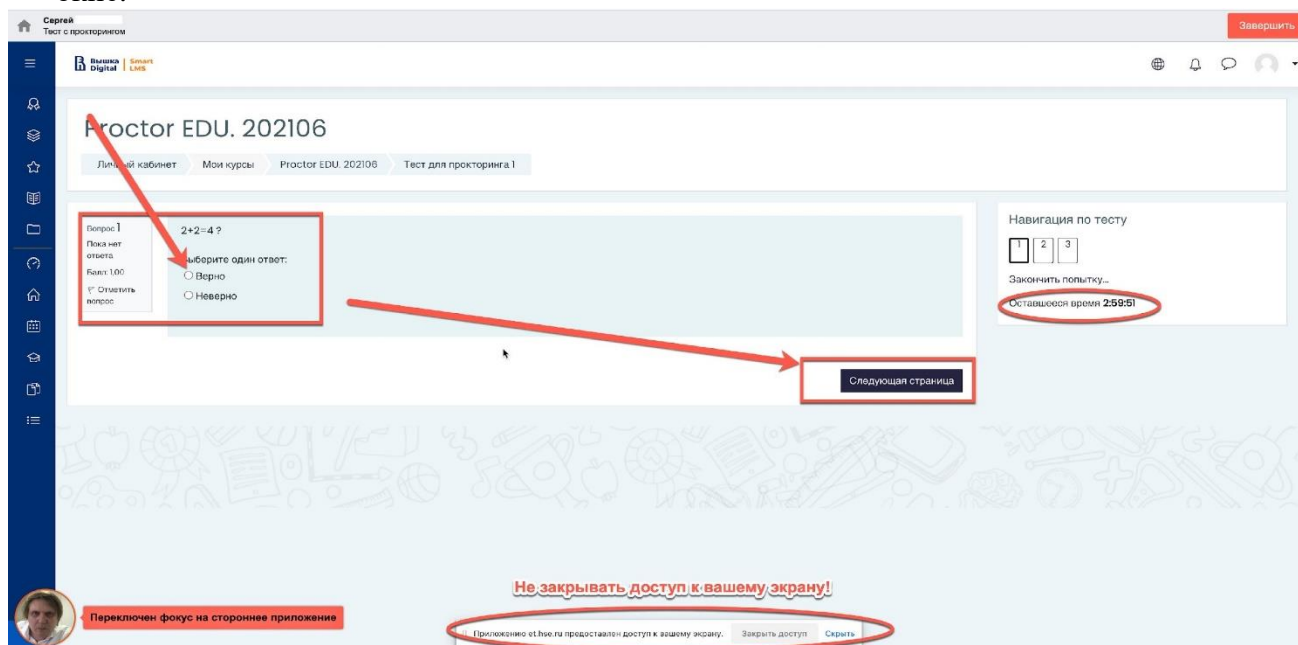 Сергей
Тест с прокторингом
Завершить
Вышка Digital | Smart LMS
Proctor EDU. 202106
Личный кабинет
Мои курсы
Proctor EDU. 202106
Тест для прокторинга 1
Вопрос 1
Пока нет
ответа
Балл: 1,00
Отметить
вопрос
2+2=4 ?
Выберите один ответ:
Верно
Неверно
Следующая страница
Навигация по тесту
1 2 3
Закончить попытку...
Оставшееся время 2:59:51
Не закрывать доступ к вашему экрану!
Переключен фокус на стороннее приложение
Приложению et.hse.ru предоставлен доступ к вашему экрану.
Закрыть доступ
Скрыть